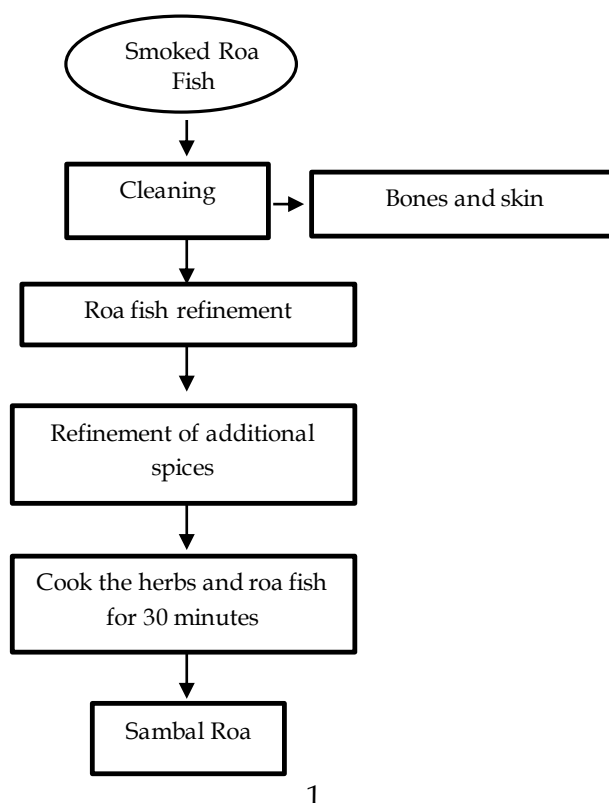 Smoked Roa
Fish
Cleaning
Bones and skin
Roa fish refinement
Refinement of additional
spices
Cook the herbs and roa fish
for 30 minutes
Sambal Roa
1